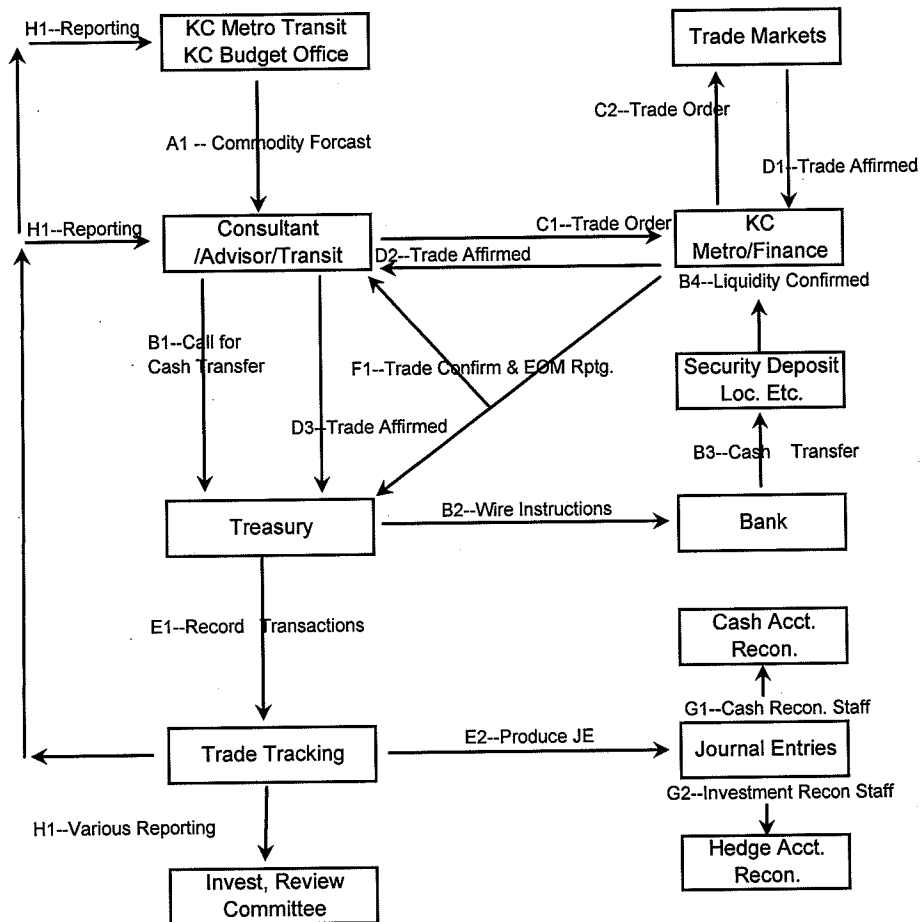 H1--Reporting
KC Metro Transit
KC Budget Office
Trade Markets
C2--Trade Order
A1 -- Commodity Forcast
D1--Trade Affirmed
H1--Reporting
Consultant
/Advisor/Transit
C1--Trade Order
KC
Metro/Finance
D2--Trade Affirmed
B4--Liquidity Confirmed
B1--Call for
Cash Transfer
F1--Trade Confirm & EOM Rptg.
Security Deposit
Loc. Etc.
D3--Trade Affirmed
B3--Cash Transfer
Treasury
B2--Wire Instructions
Bank
E1--Record Transactions
Cash Acct.
Recon.
G1--Cash Recon. Staff
Trade Tracking
E2--Produce JE
Journal Entries
G2--Investment Recon Staff
H1--Various Reporting
Hedge Acct.
Recon.
Invest, Review
Committee